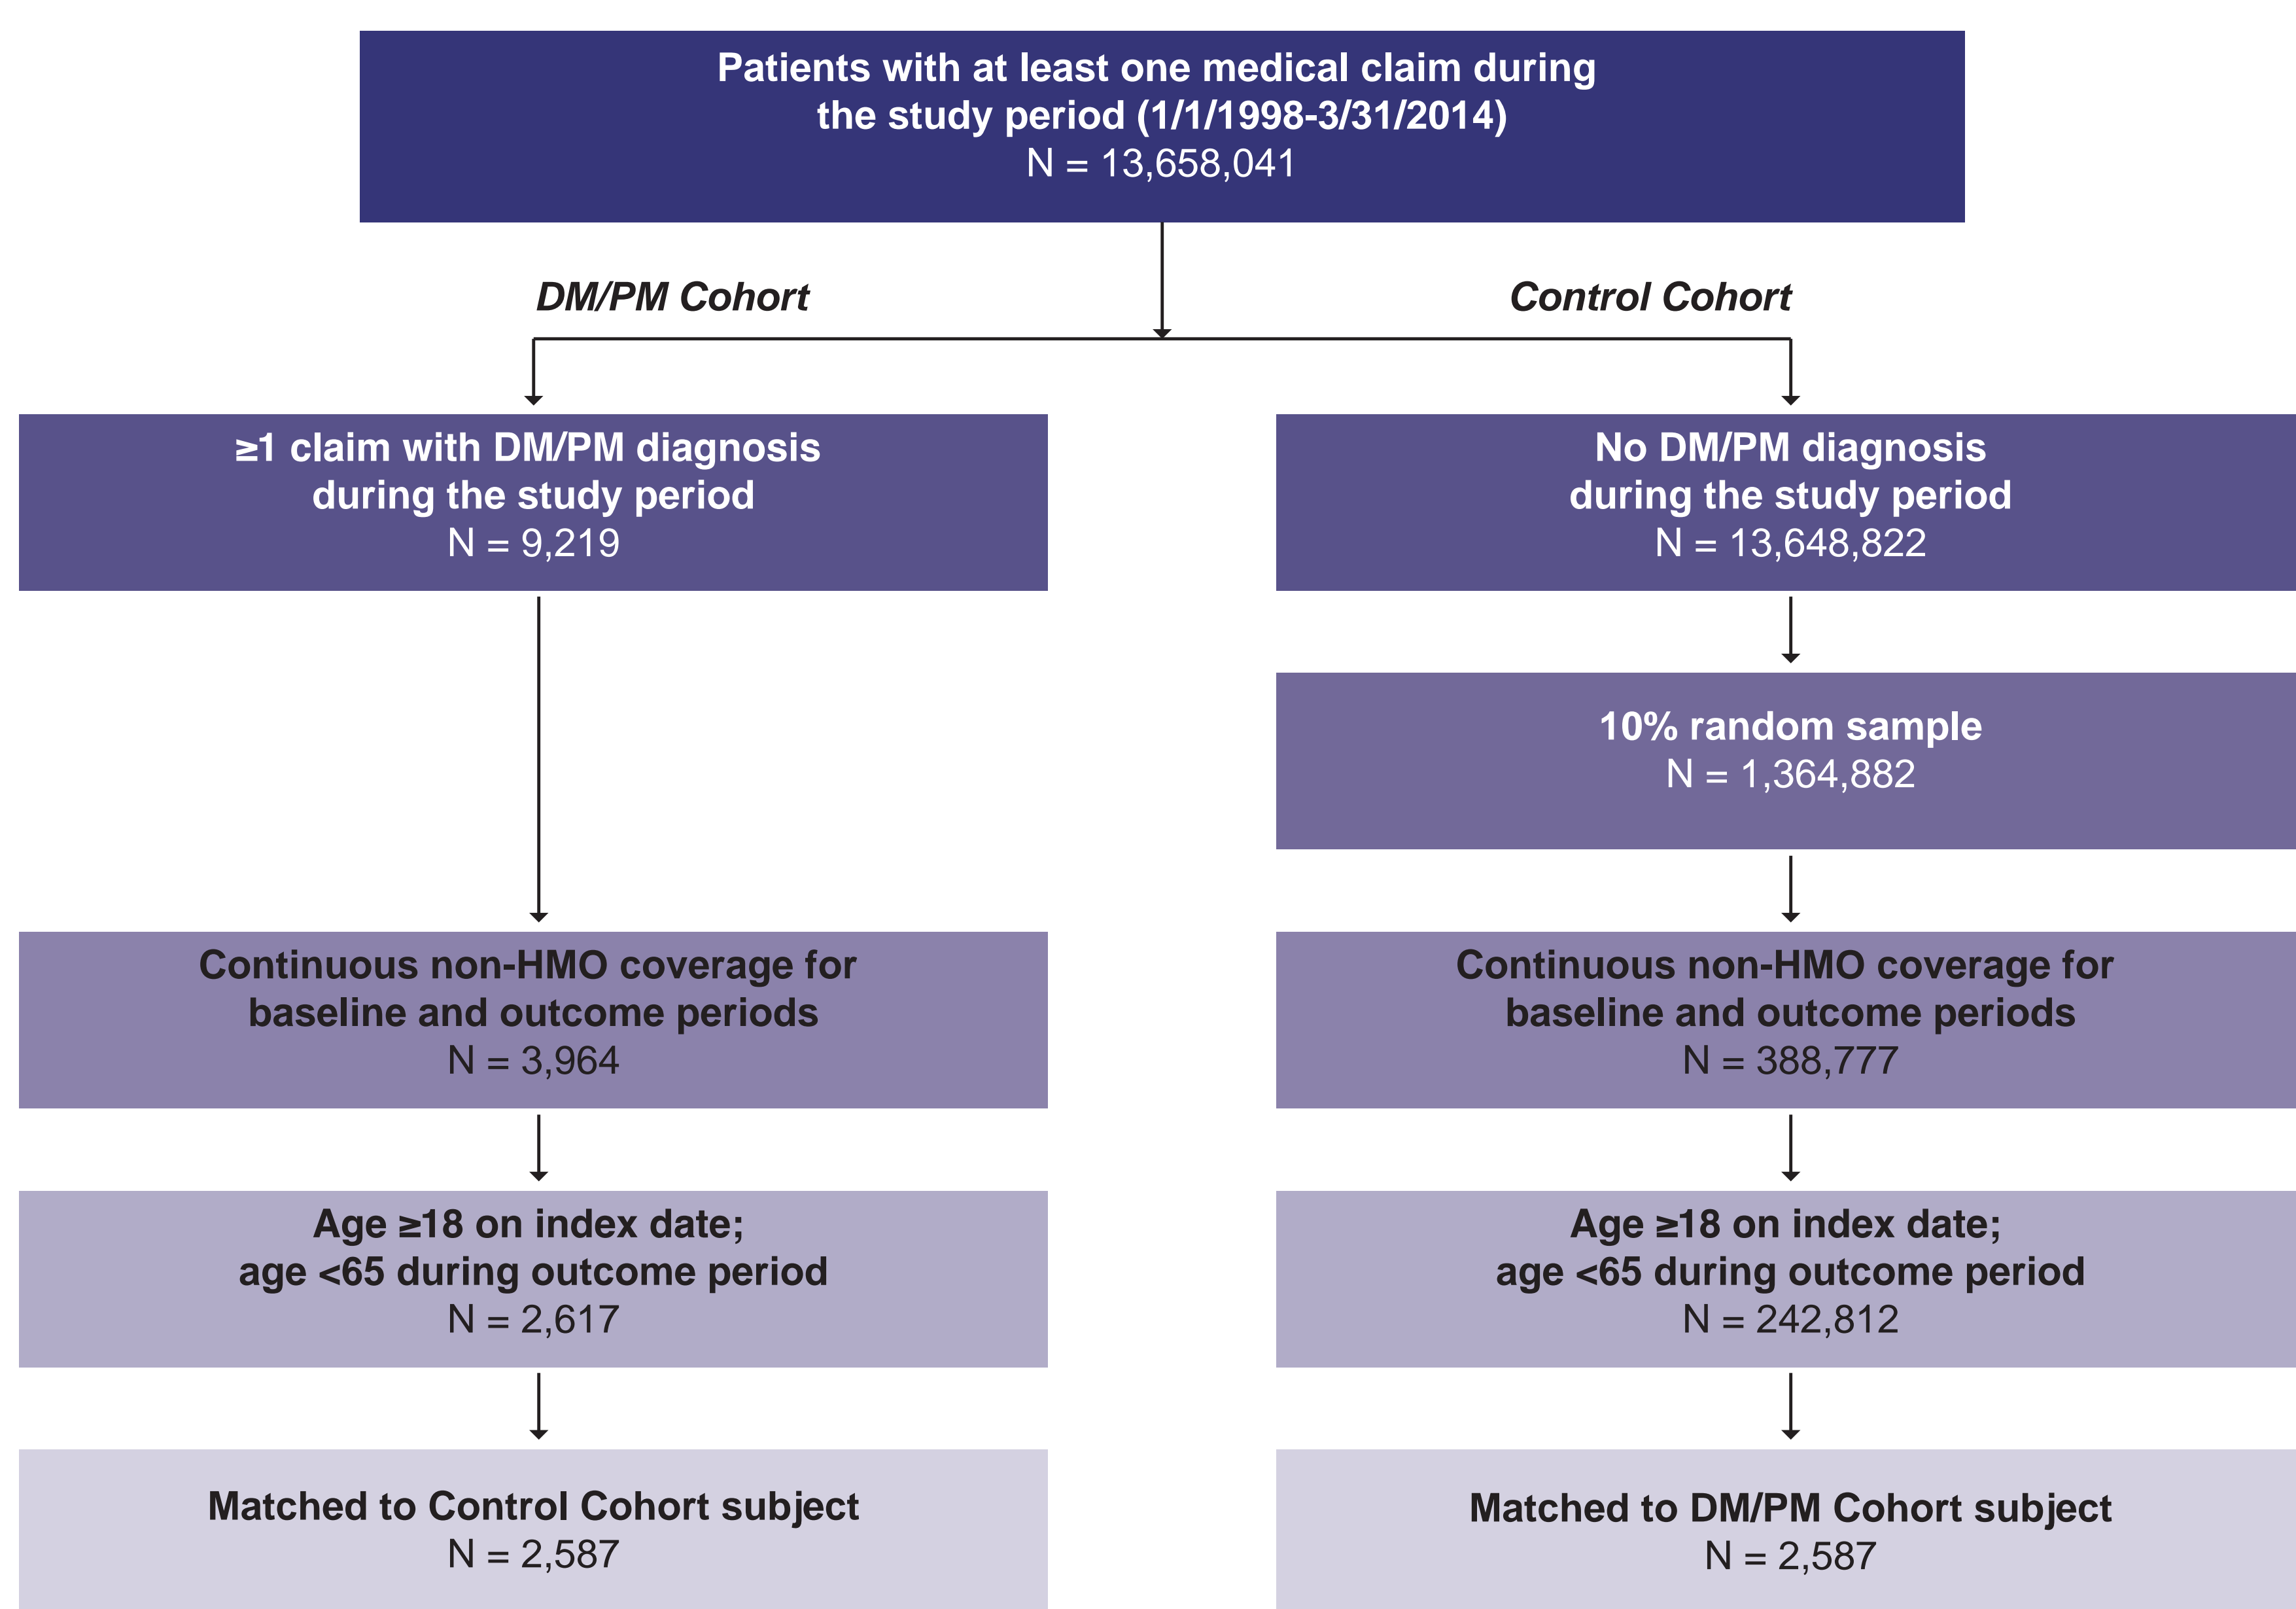 Patients with at least one medical claim during
the study period (1/1/1998-3/31/2014)
N = 13,658,041
DM/PM Cohort
Control Cohort
≥1 claim with DM/PM diagnosis
during the study period
N = 9,219
No DM/PM diagnosis
during the study period
N = 13,648,822
10% random sample
N = 1,364,882
Continuous non-HMO coverage for
baseline and outcome periods
N = 3,964
Continuous non-HMO coverage for
baseline and outcome periods
N = 388,777
Age ≥18 on index date;
age <65 during outcome period
N = 2,617
Age ≥18 on index date;
age <65 during outcome period
N = 242,812
Matched to Control Cohort subject
N = 2,587
Matched to DM/PM Cohort subject
N = 2,587